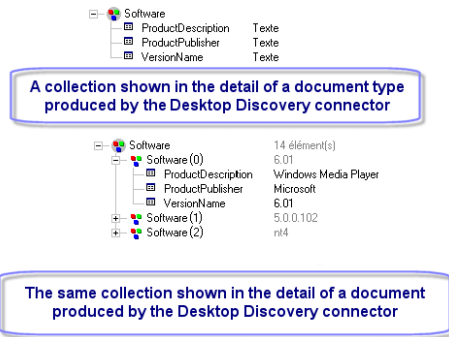 Software
ProductDescription Texte
ProductPublisher Texte
VersionName Texte
A collection shown in the detail of a document type
produced by the Desktop Discovery connector
Software 14 élément(s)
Software (0) 6.01
ProductDescription Windows Media Player
ProductPublisher Microsoft
VersionName 6.01
Software (1) 5.0.0.102
Software (2) nt4
The same collection shown in the detail of a document
produced by the Desktop Discovery connector